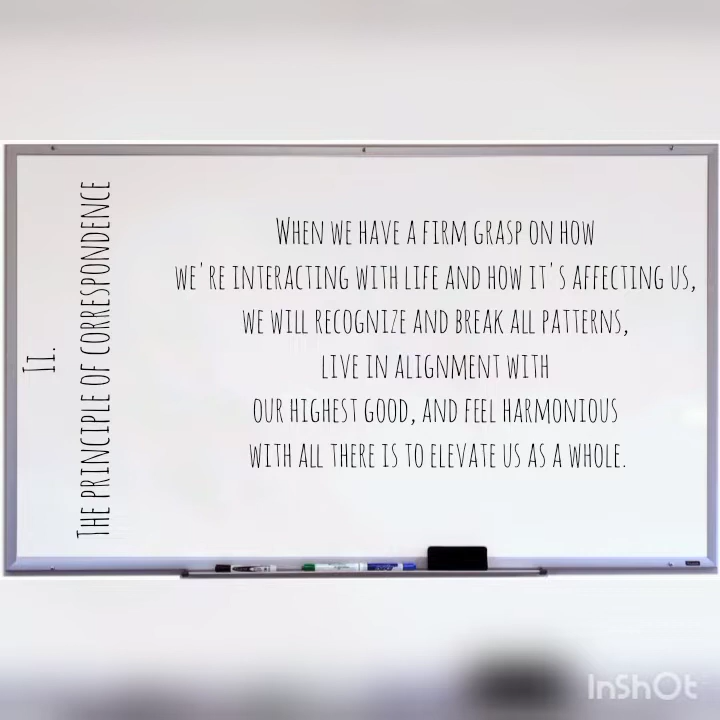 II.
The principle of correspondence
When we have a firm grasp on how
we're interacting with life and how it's affecting us,
we will recognize and break all patterns,
live in alignment with
our highest good, and feel harmonious
with all there is to elevate us as a whole.
InShOt